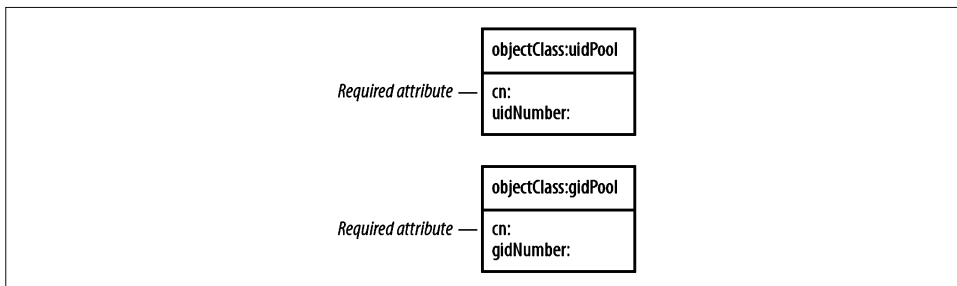 objectClass:uidPool
Required attribute — cn:
uidNumber:
objectClass:gidPool
Required attribute — cn:
gidNumber: